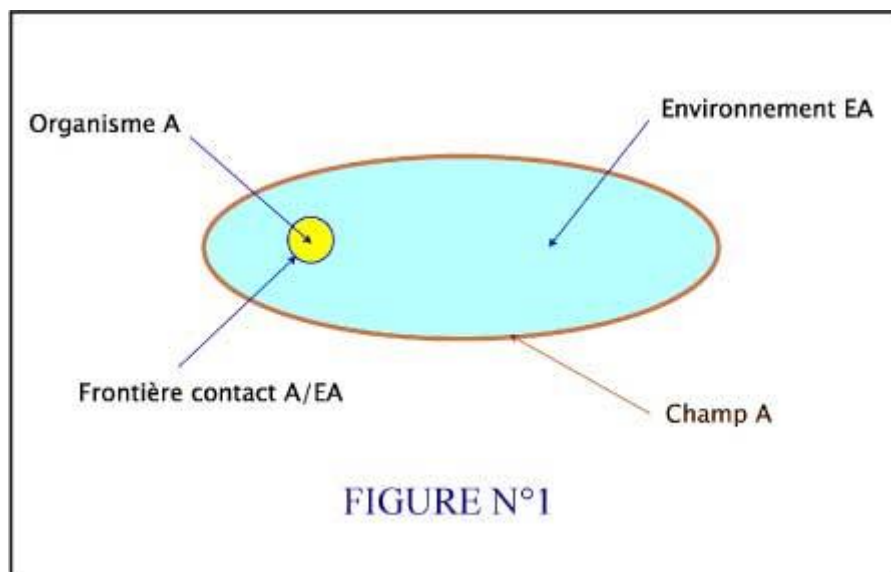 Environnement EA
Organisme A
Frontière contact A/EA
Champ A
FIGURE N°1